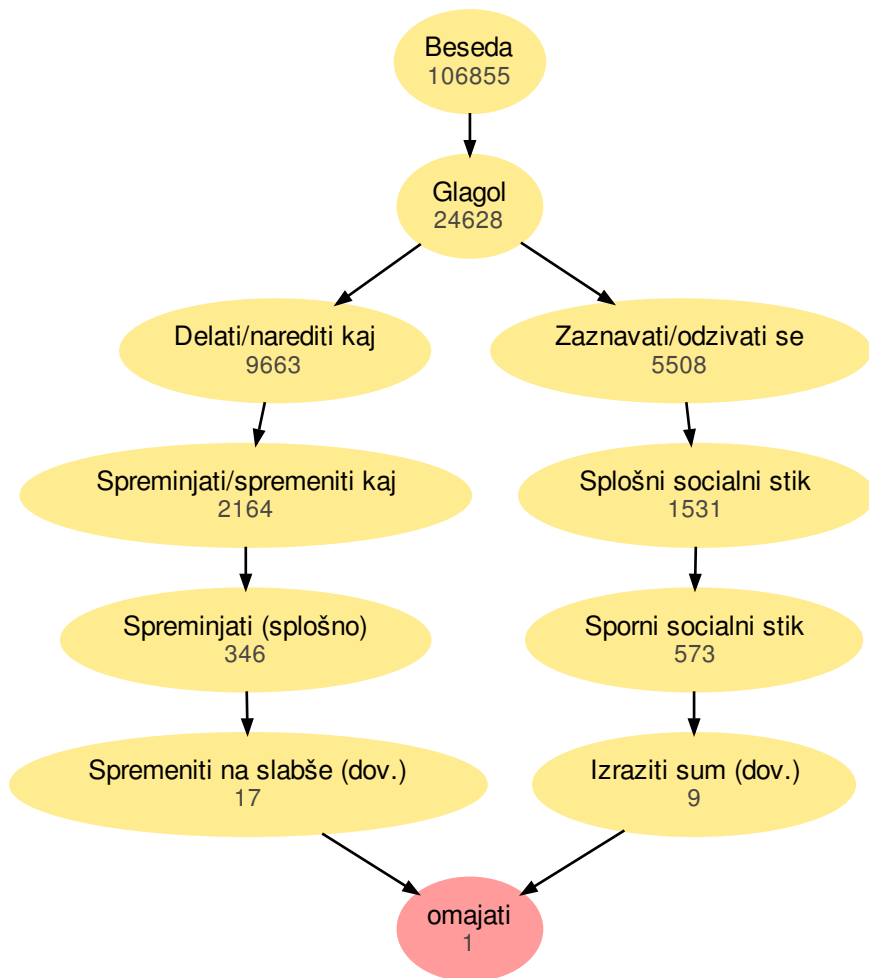 Beseda
106855
Glagol
24628
Delati/narediti kaj
9663
Zaznavati/odzivati se
5508
Spreminjati/spremeniti kaj
2164
Splošni socialni stik
1531
Spreminjati (splošno)
346
Sporni socialni stik
573
Spremeniti na slabše (dov.)
17
Izraziti sum (dov.)
9
omajati
1